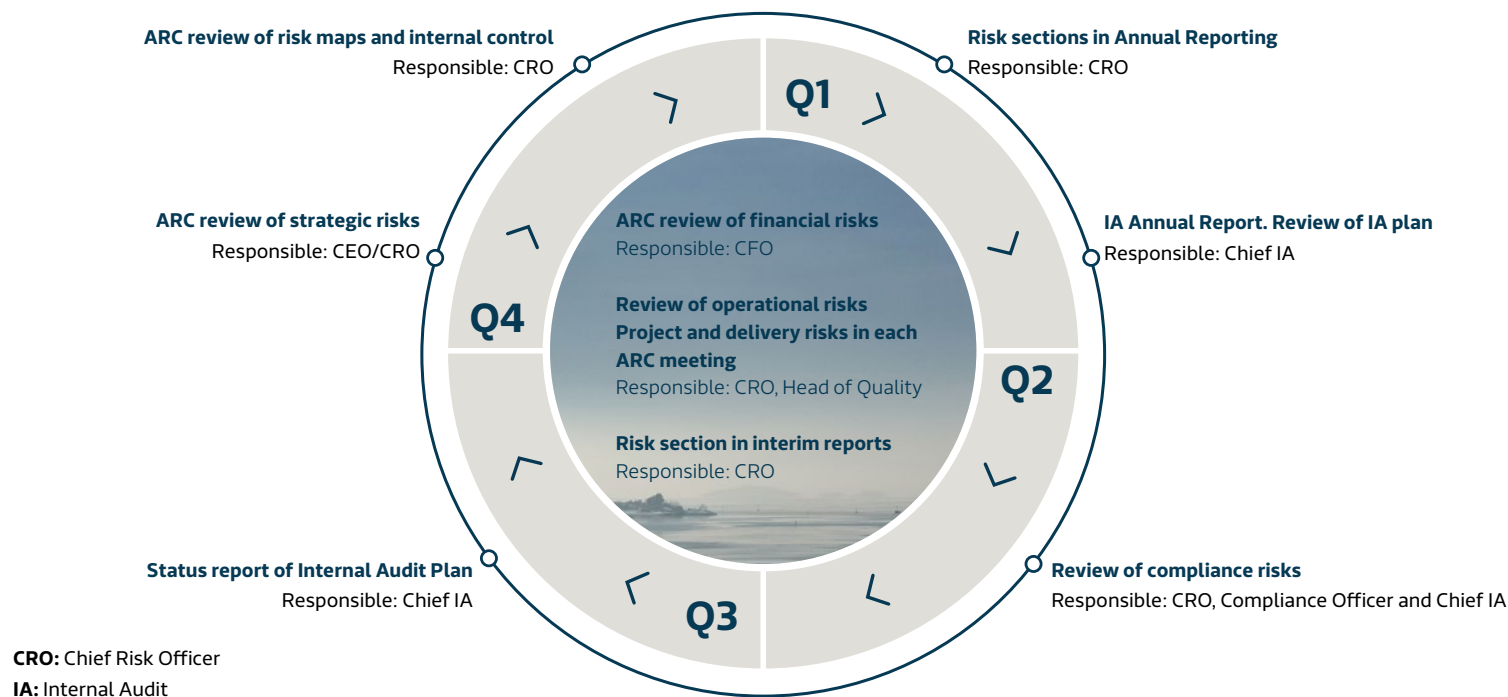 ARC review of risk maps and internal control
Responsible: CRO
Risk sections in Annual Reporting
Responsible: CRO
Q1
ARC review of strategic risks
Responsible: CEO/CRO
IA Annual Report. Review of IA plan
Responsible: Chief IA
ARC review of financial risks
Responsible: CFO
Review of operational risks
Project and delivery risks in each
ARC meeting
Responsible: CRO, Head of Quality
Risk section in interim reports
Responsible: CRO
Q4
Q2
Status report of Internal Audit Plan
Responsible: Chief IA
Review of compliance risks
Responsible: CRO, Compliance Officer and Chief IA
Q3
CRO: Chief Risk Officer
IA: Internal Audit